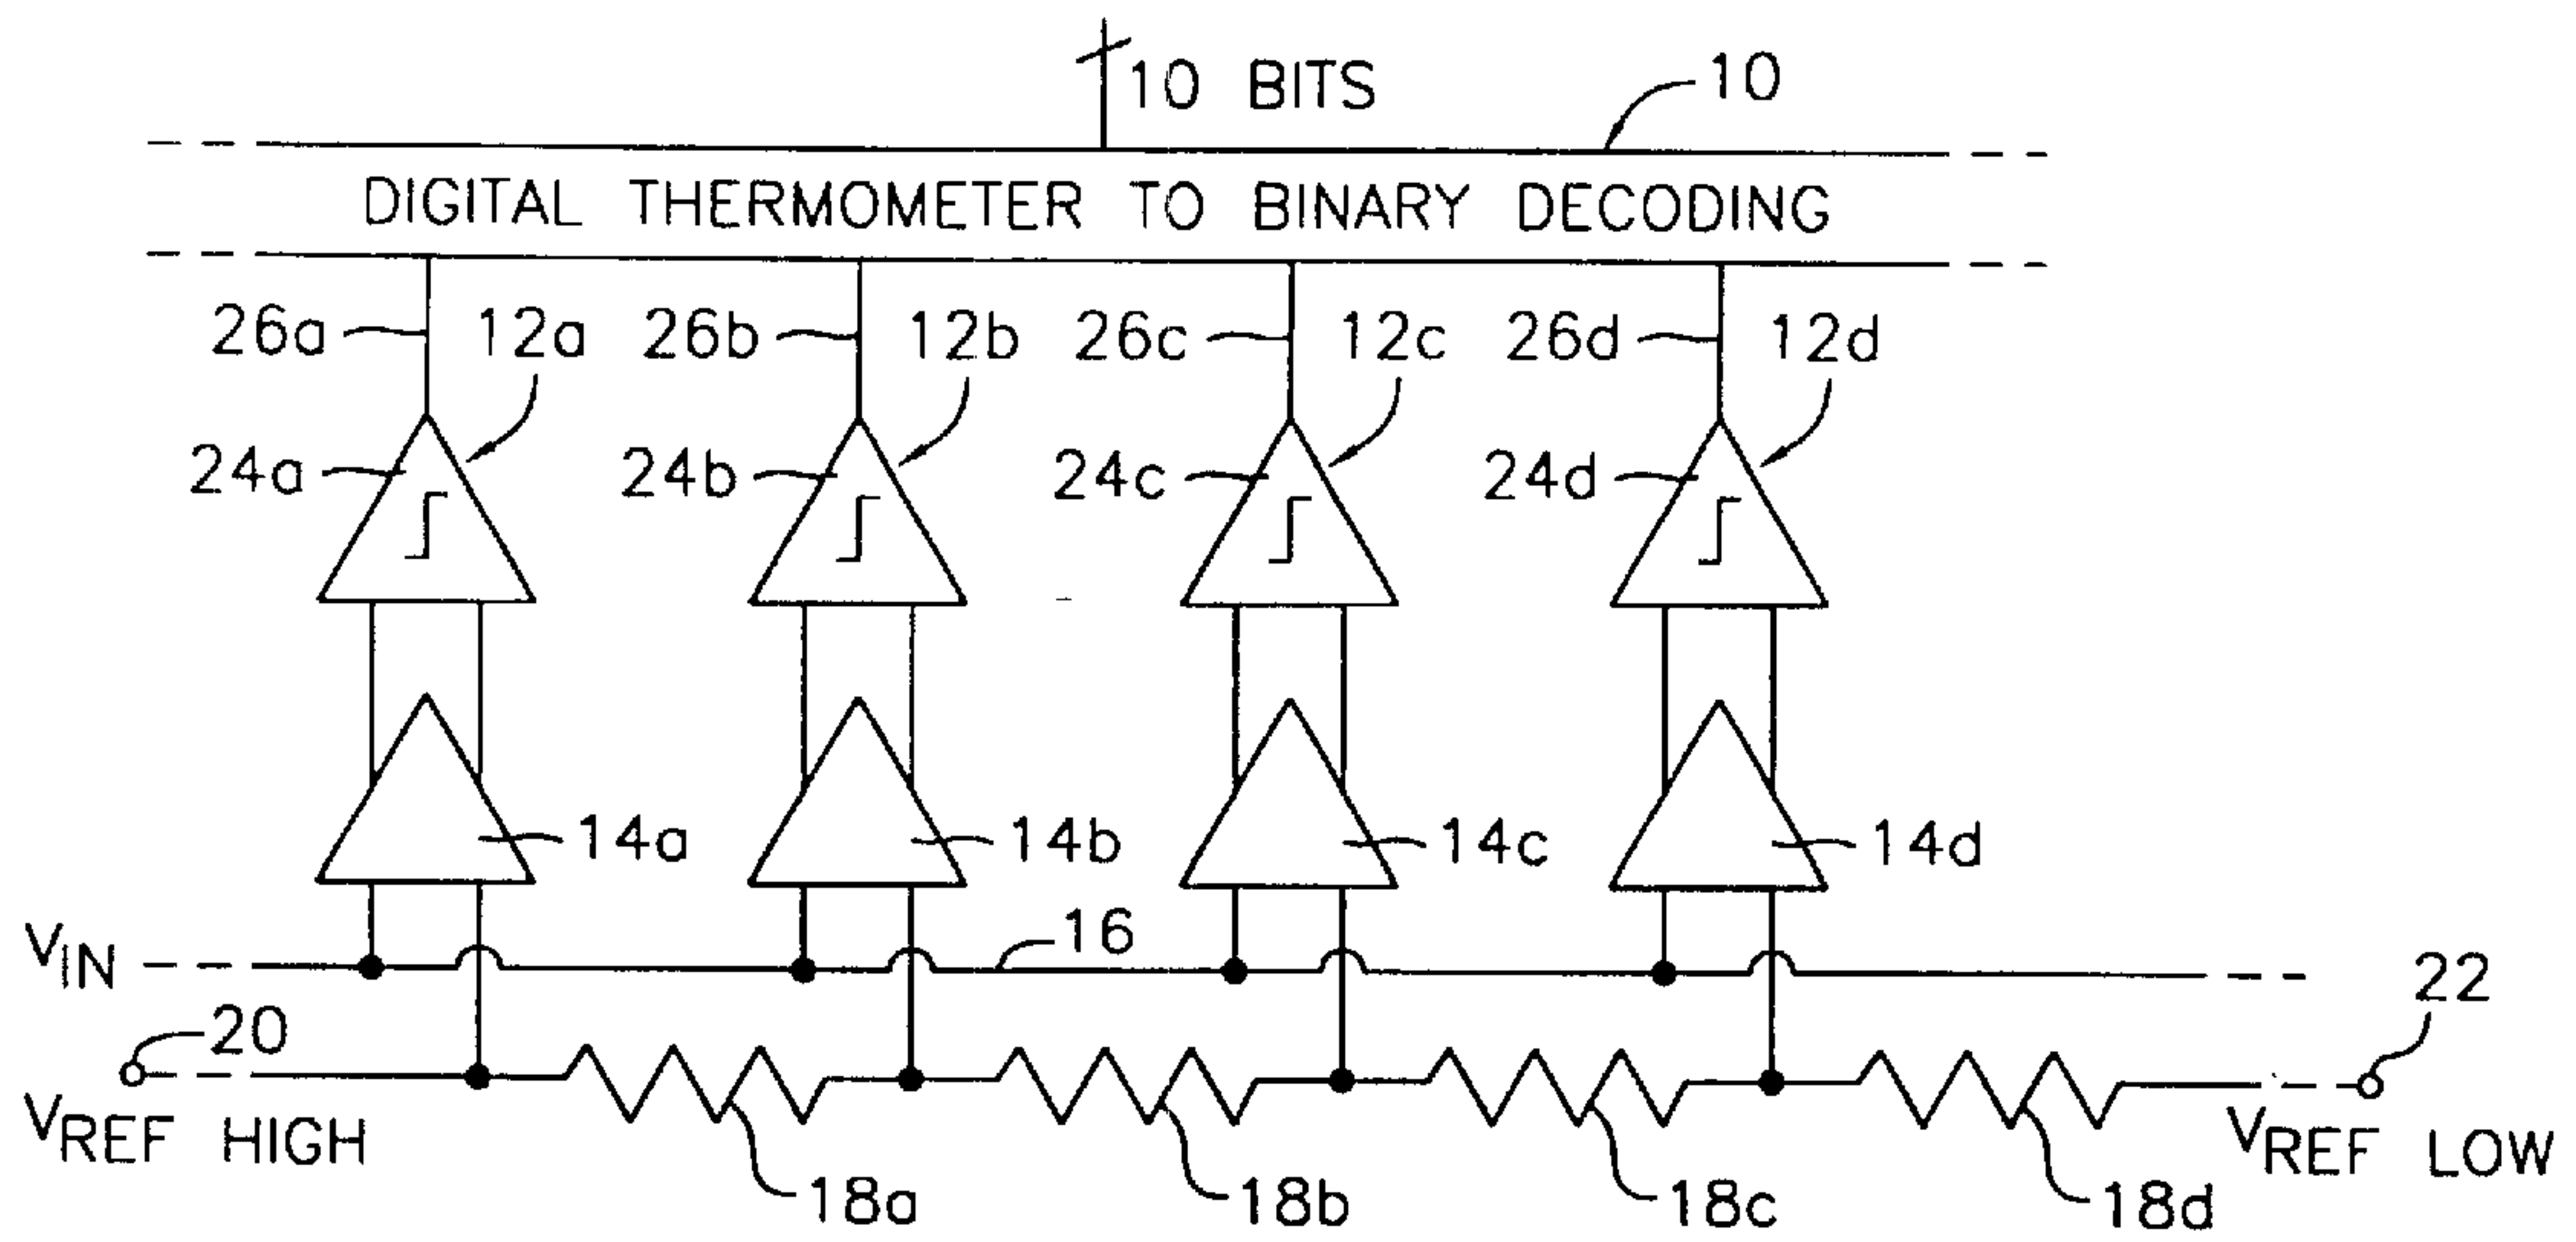 10 BITS
10
DIGITAL THERMOMETER TO BINARY DECODING
26a 12a 26b 12b 26c 12c 26d 12d
24a 24b 24c 24d
14a 14b 14c 14d
16
VIN
22
20
VREF HIGH
VREF LOW
18a 18b 18c 18d